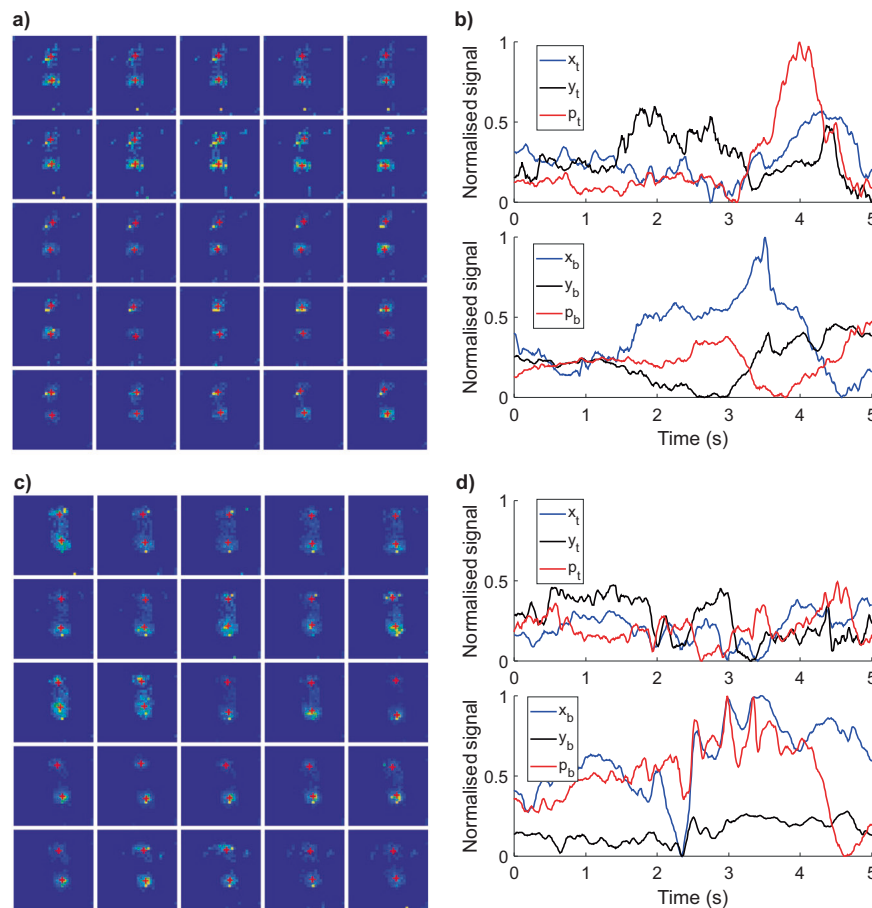 a)
b)
Normalised signal
1
0.5
0
x_t
y_t
p_t
0 1 2 3 4 5
Normalised signal
1
0.5
0
x_b
y_b
p_b
0 1 2 3 4 5
Time (s)
c)
d)
Normalised signal
1
0.5
0
x_t
y_t
p_t
0 1 2 3 4 5
Normalised signal
1
0.5
0
x_b
y_b
p_b
0 1 2 3 4 5
Time (s)